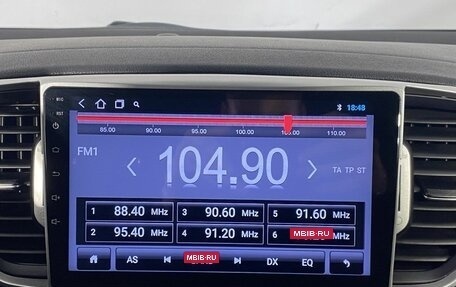 MIC
RST
18:48
85.00 90.00 95.00 100.00 105.00 110.00
FM1
104.90
TA TP ST
1 88.40 MHz 3 90.60 MHz 5 91.60 MHz
2 95.40 MHz 4 91.20 MHz 6 MBIB·RU
AS MBIB·RU DX EQ